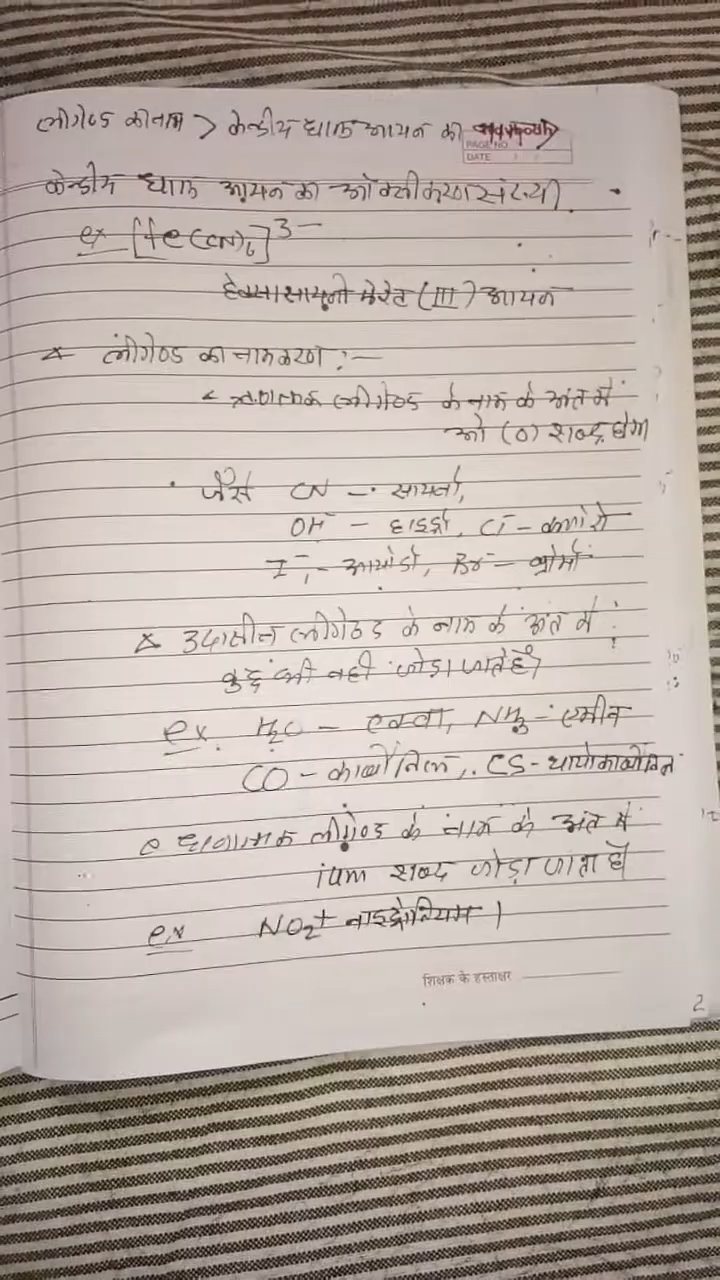 लीगेण्ड का नाम > केन्द्रीय धातु आयन का
PAGE NO
DATE
केन्द्रीय धातु आयन का ऑक्सीकरण संख्या
ex [fe(CN)6]3-
हेक्सासायनो फेरेट (III) आयन
लीगेण्ड का नामकरण :-
ऋणात्मक लीगेण्ड के नाम के अंत में
ओ (o) शब्द होगा
जैसे CN - सायनो,
OH - हाइड्रो, Cl - क्लोरो
I - आयोडो, Br - ब्रोमो
उदासीन लीगेण्ड के नाम के अंत में
कुछ भी नहीं जोड़ा जाते है
ex. H2O - एक्वा, NH3 - एमीन
CO - कार्बोनिल, CS - थायोकार्बोनिल
धनात्मक लीगेण्ड के नाम के अंत में
ium शब्द जोड़ा जाता है
ex NO2+ नाइट्रोनियम ।
शिक्षक के हस्ताक्षर
2